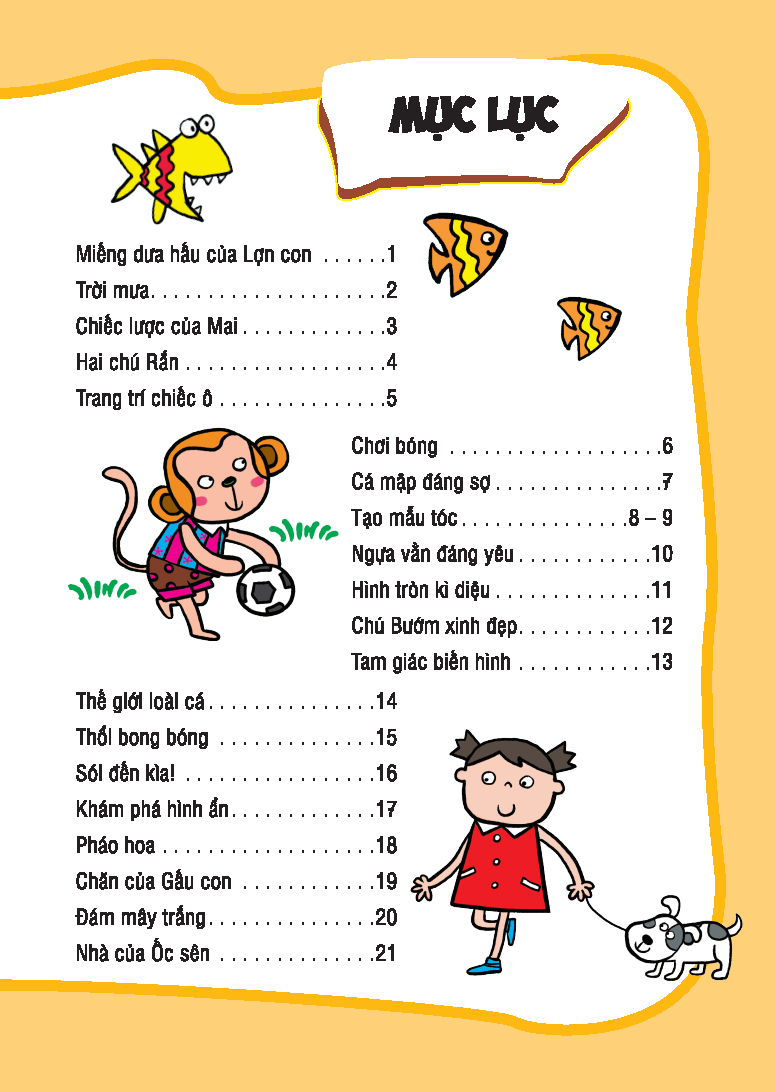 MỤC LỤC
Miếng dưa hấu của Lợn con . . . . . .1
Trời mưa. . . . . . . . . . . . . . . . . . . . .2
Chiếc lược của Mai . . . . . . . . . . . . .3
Hai chú Rắn . . . . . . . . . . . . . . . . . .4
Trang trí chiếc ô . . . . . . . . . . . . . . .5
Chơi bóng . . . . . . . . . . . . . . . . . . .6
Cá mập đáng sợ . . . . . . . . . . . . . . .7
Tạo mẫu tóc . . . . . . . . . . . . . . .8 – 9
Ngựa vằn đáng yêu . . . . . . . . . . . .10
Hình tròn kì diệu . . . . . . . . . . . . . .11
Chú Bướm xinh đẹp. . . . . . . . . . . .12
Tam giác biến hình . . . . . . . . . . . .13
Thế giới loài cá . . . . . . . . . . . . . . .14
Thổi bong bóng . . . . . . . . . . . . . .15
Sói đến kìa! . . . . . . . . . . . . . . . . .16
Khám phá hình ẩn. . . . . . . . . . . . .17
Pháo hoa . . . . . . . . . . . . . . . . . . .18
Chăn của Gấu con . . . . . . . . . . . .19
Đám mây trắng. . . . . . . . . . . . . . .20
Nhà của Ốc sên . . . . . . . . . . . . . .21